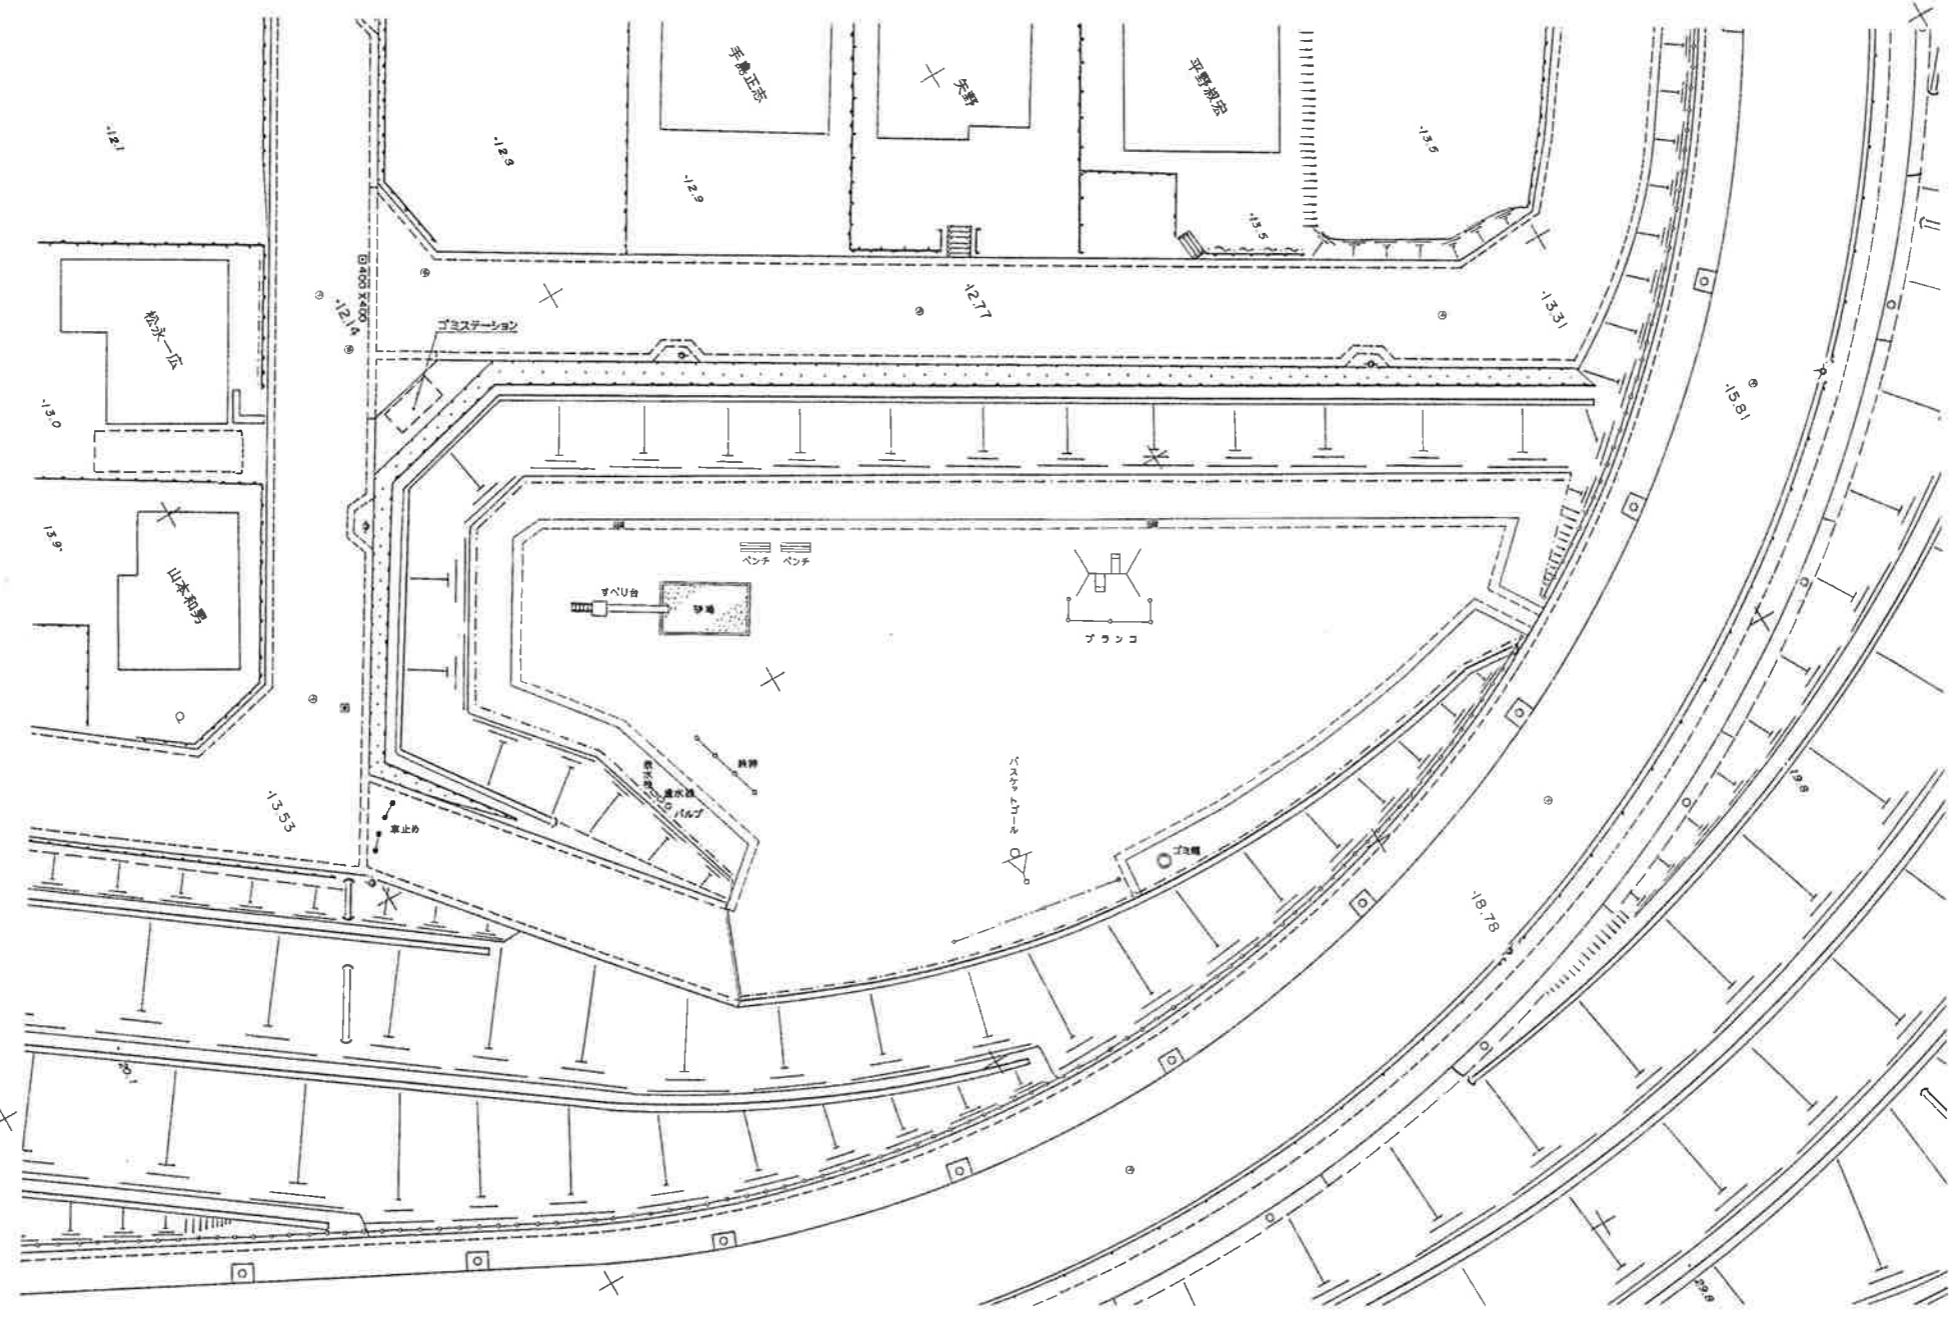 -12.1
-12.3
手島正志
-12.9
矢野
平野淑宏
-13.5
-13.5
400×400
-12.14
ゴミステーション
-12.77
-13.31
-15.81
松永一広
-13.0
13.9
山本和男
ベンチ
ベンチ
すべり台
砂場
ブランコ
鉄棒
散水栓
量水器
バルブ
バスケットゴール
ゴミ箱
-13.53
車止め
19.8
-18.78
20.1
29.8